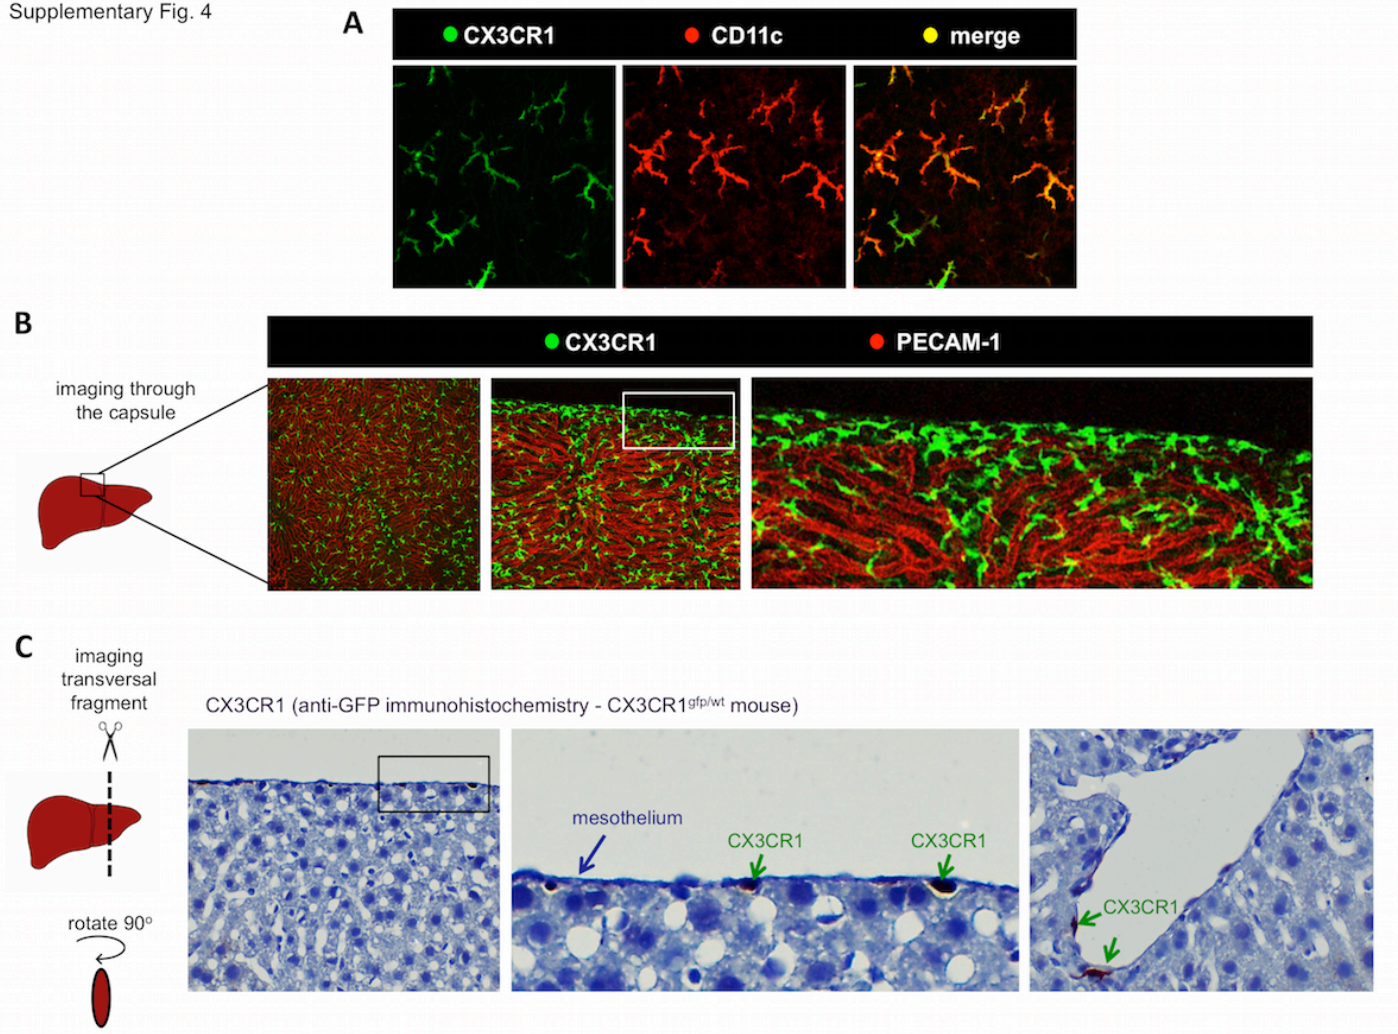 Supplementary Fig. 4
A
CX3CR1
CD11c
merge
B
CX3CR1
PECAM-1
imaging through
the capsule
C
imaging
transversal
fragment
CX3CR1 (anti-GFP immunohistochemistry - CX3CR1gfp/wt mouse)
mesothelium
CX3CR1
CX3CR1
CX3CR1
rotate 90o